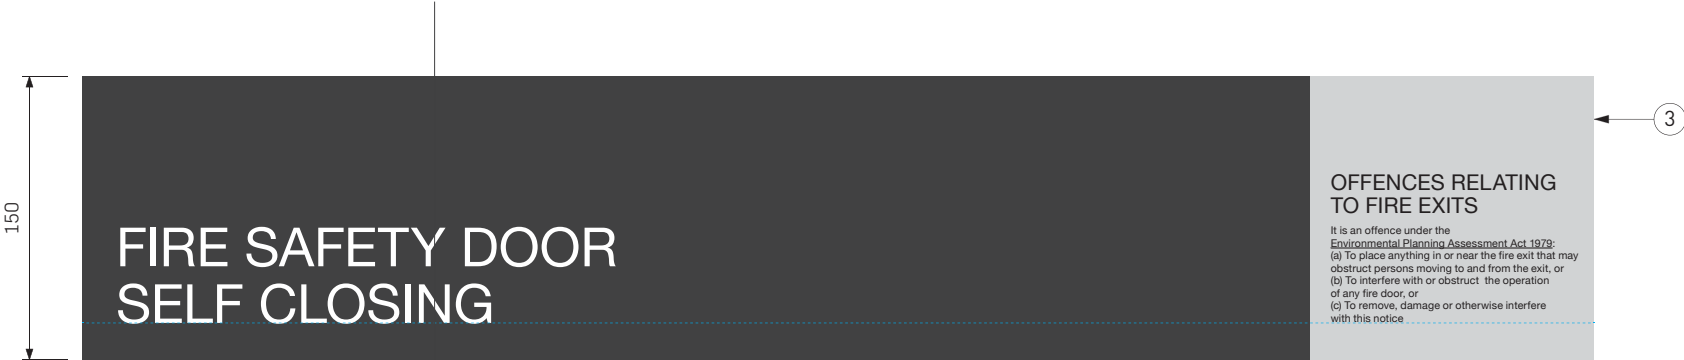 150
FIRE SAFETY DOOR
SELF CLOSING
OFFENCES RELATING
TO FIRE EXITS
It is an offence under the
Environmental Planning Assessment Act 1979:
(a) To place anything in or near the fire exit that may
obstruct persons moving to and from the exit, or
(b) To interfere with or obstruct the operation
of any fire door, or
(c) To remove, damage or otherwise interfere
with this notice
3